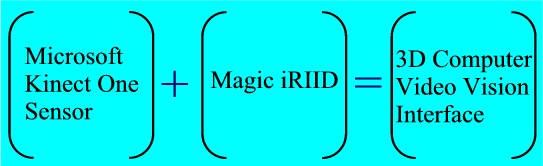 Microsoft
Kinect One
Sensor
+
Magic iRIID
=
3D Computer
Video Vision
Interface